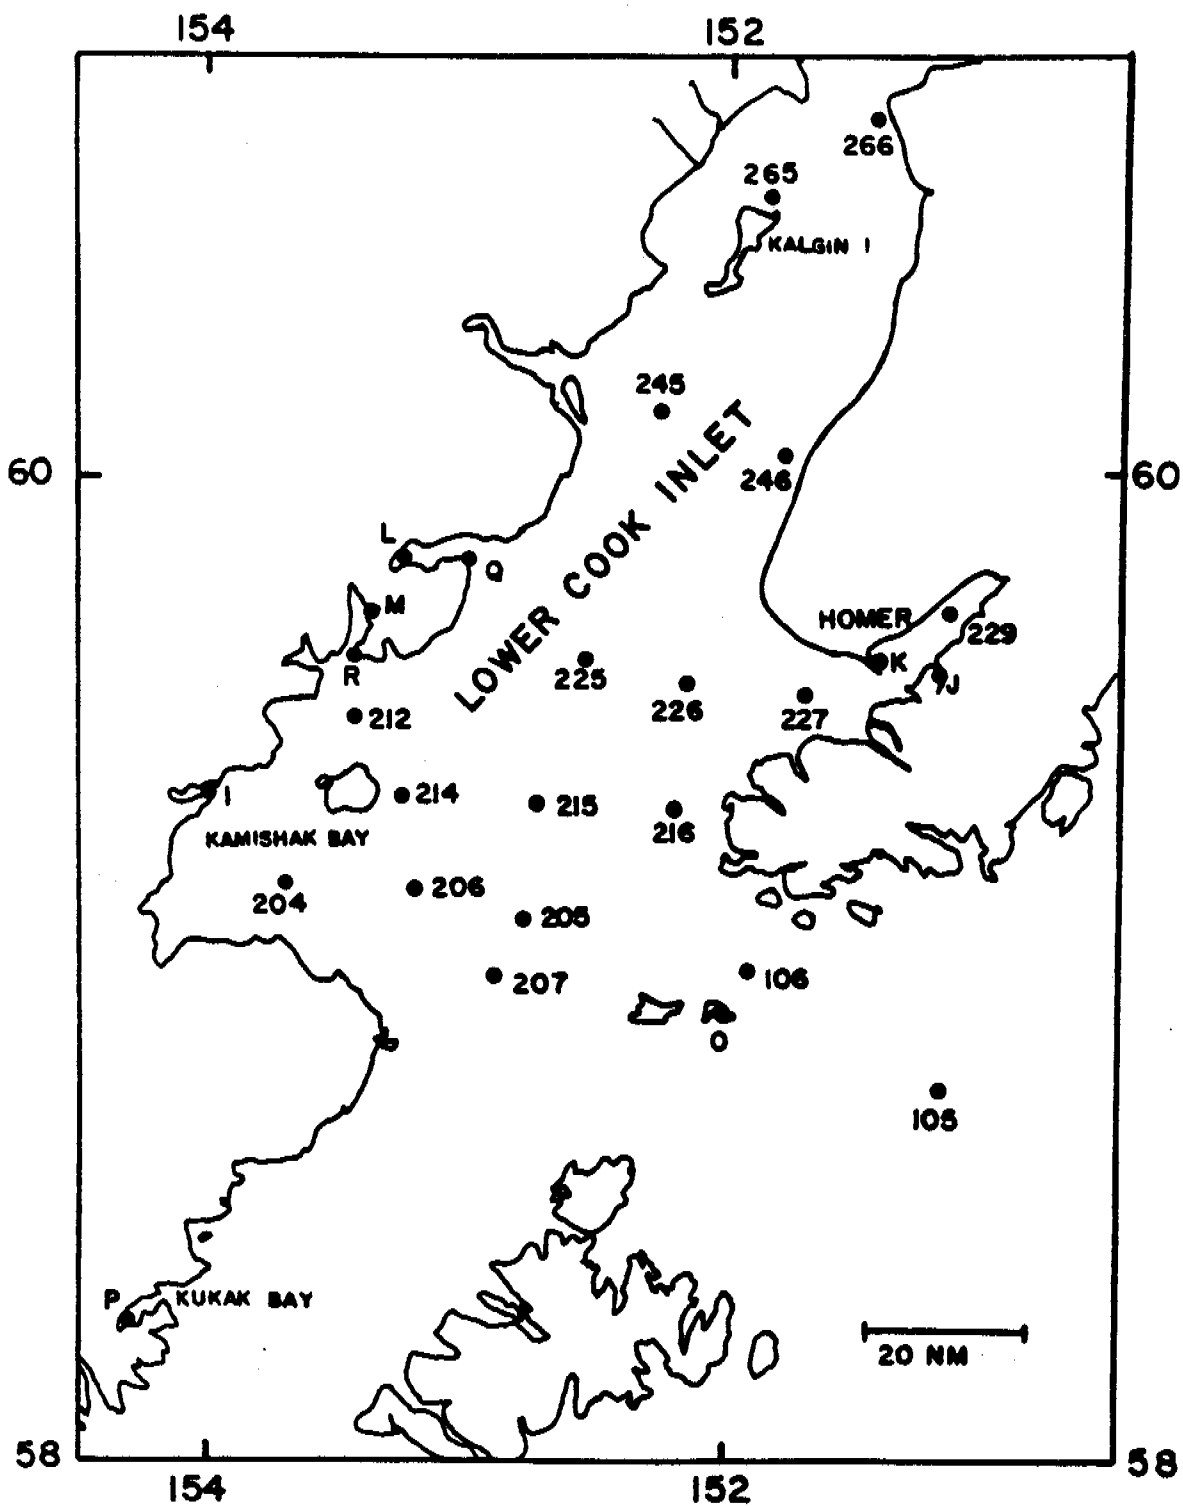 154 152
266
265
KALGIN I
245
LOWER COOK INLET
246
60 60
L
Q
M
HOMER
229
K
R
225
J
226
227
212
I
214
215
216
KAMISHAK BAY
204
206
205
207
106
O
105
P
KUKAK BAY
20 NM
58 58
154 152